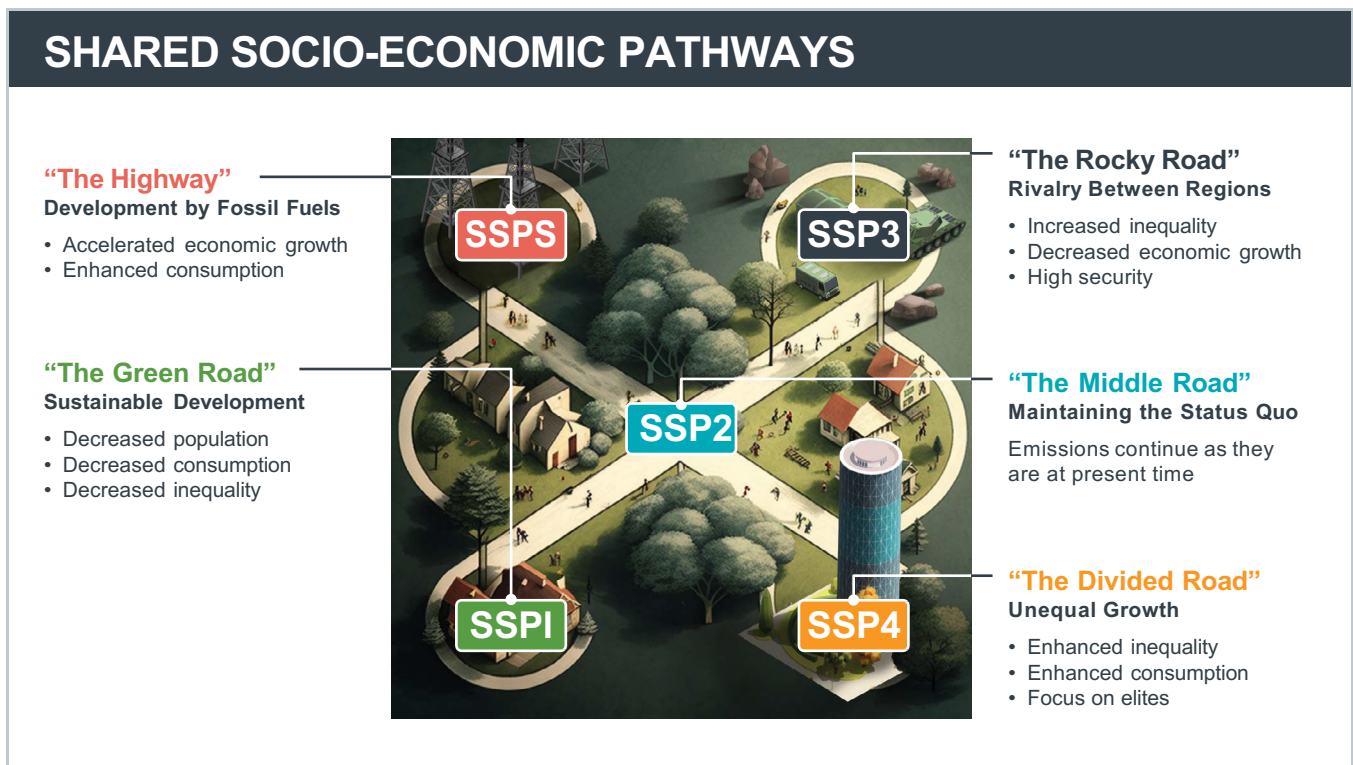 SHARED SOCIO-ECONOMIC PATHWAYS
“The Highway”
Development by Fossil Fuels
• Accelerated economic growth
• Enhanced consumption
“The Green Road”
Sustainable Development
• Decreased population
• Decreased consumption
• Decreased inequality
SSPS
SSP3
SSP2
SSPI
SSP4
“The Rocky Road”
Rivalry Between Regions
• Increased inequality
• Decreased economic growth
• High security
“The Middle Road”
Maintaining the Status Quo
Emissions continue as they
are at present time
“The Divided Road”
Unequal Growth
• Enhanced inequality
• Enhanced consumption
• Focus on elites